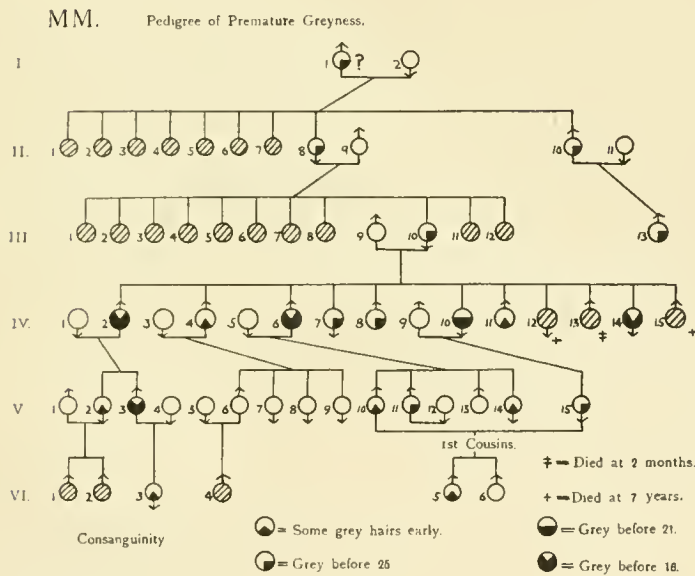 MM. Pedigree of Premature Greyness.
I 1 ? 2
II. 1 2 3 4 5 6 7 8 9 10 11
III 1 2 3 4 5 6 7 8 9 10 11 12 13
IV. 1 2 3 4 5 6 7 8 9 10 11 12 + 13 ‡ 14 15 +
V 1 2 3 4 5 6 7 8 9 10 11 12 13 14 15
1st Cousins.
‡ = Died at 2 months.
VI. 1 2 3 4 5 6
+ = Died at 7 years.
Consanguinity
= Some grey hairs early.
= Grey before 21.
= Grey before 25
= Grey before 18.